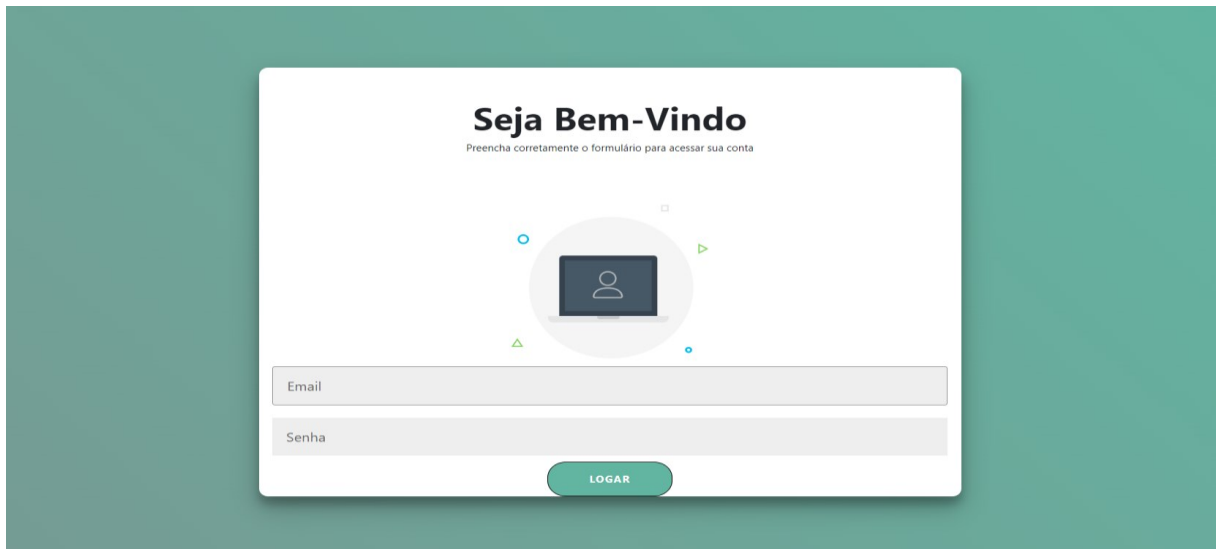 Seja Bem-Vindo
Preencha corretamente o formulário para acessar sua conta
Email
Senha
LOGAR